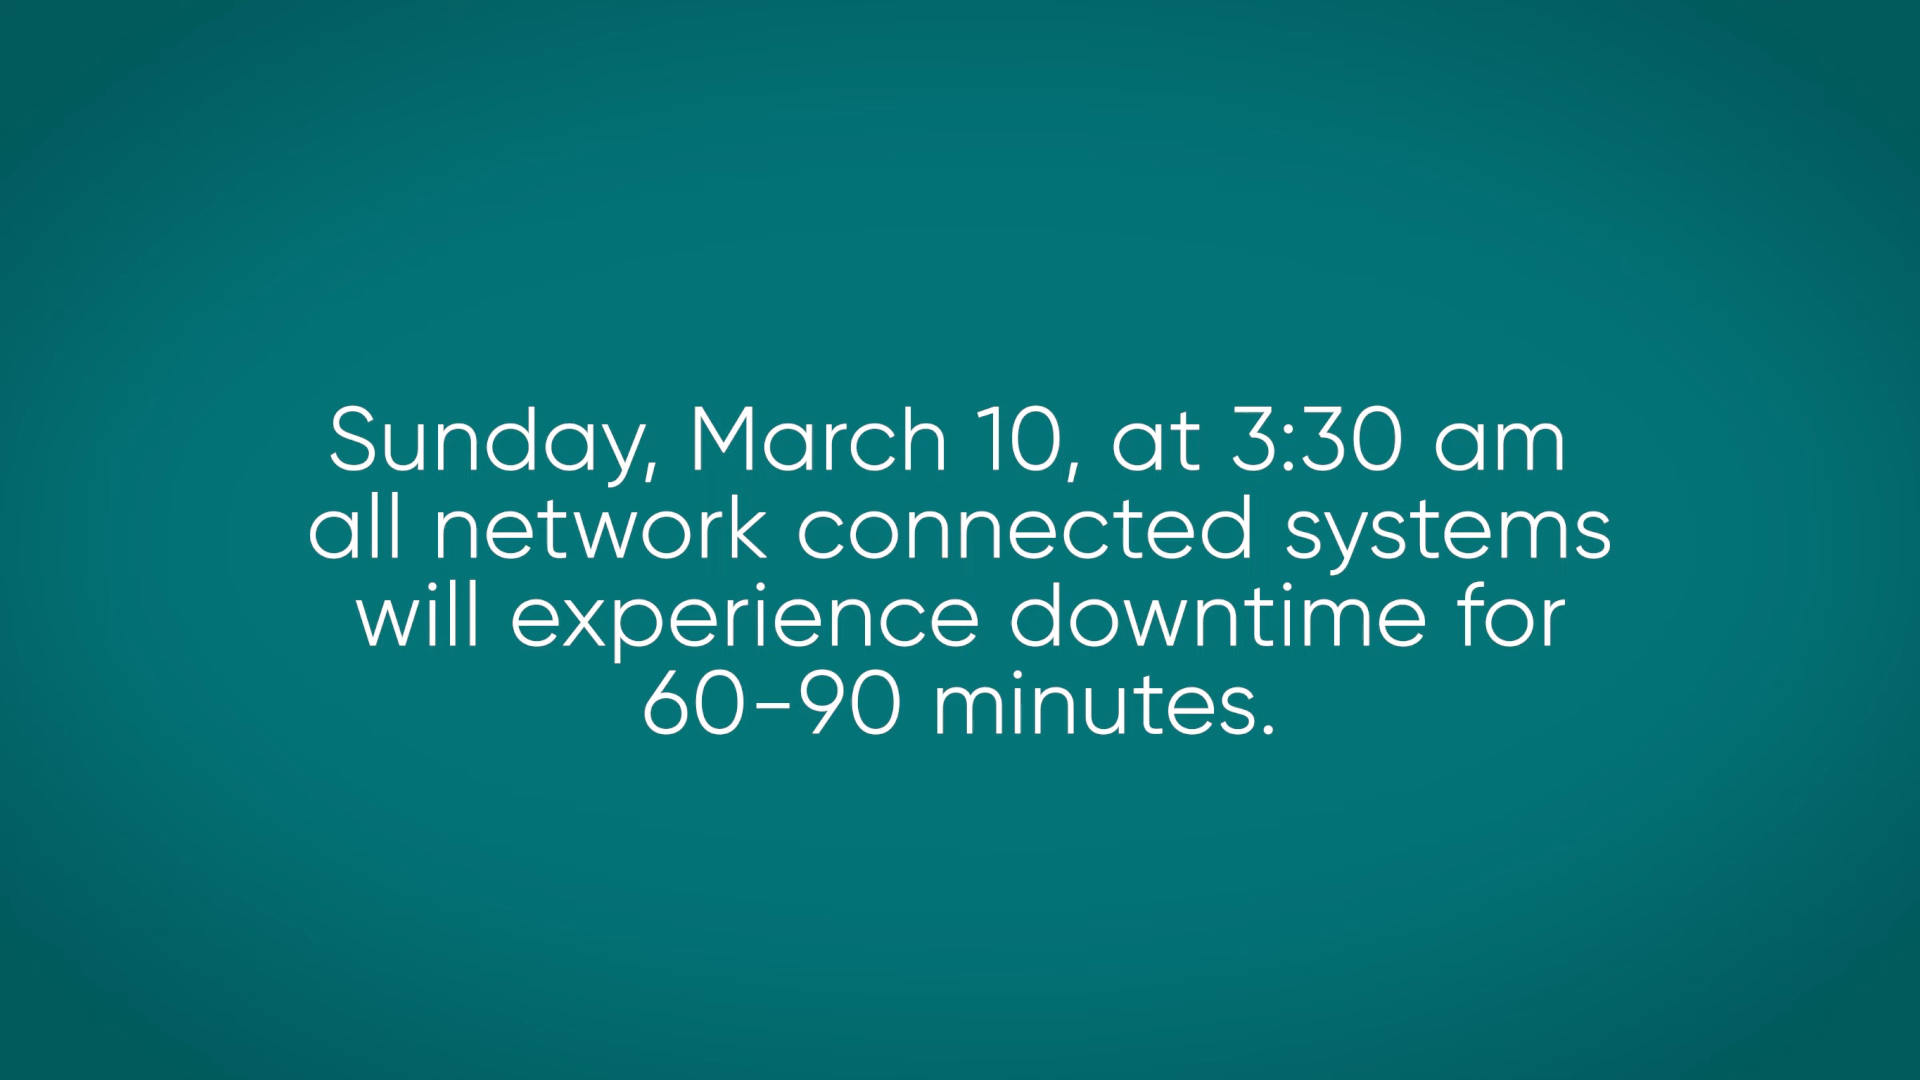 Sunday, March 10, at 3:30 am
all network connected systems
will experience downtime for
60-90 minutes.